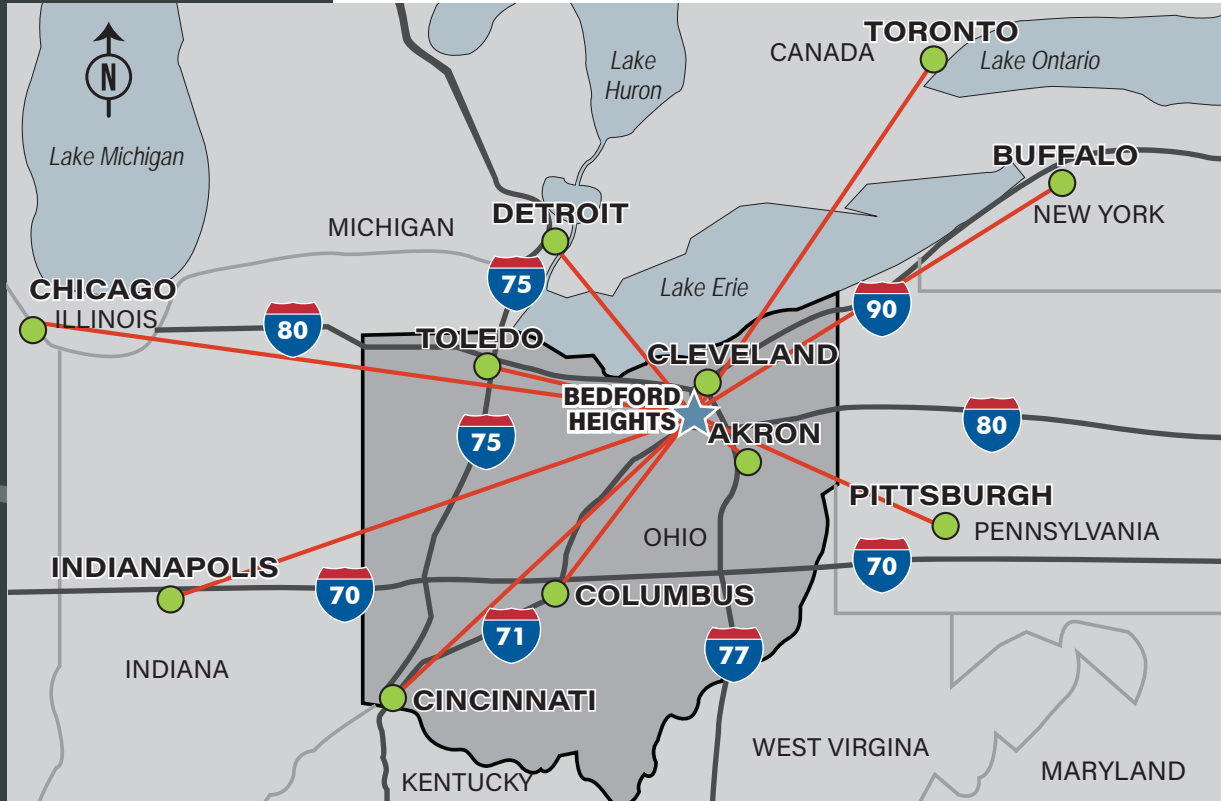 TORONTO
CANADA
Lake
Huron
Lake Ontario
N
Lake Michigan
BUFFALO
DETROIT
NEW YORK
MICHIGAN
75
Lake Erie
CHICAGO
ILLINOIS
90
80
TOLEDO
CLEVELAND
BEDFORD
HEIGHTS
AKRON
80
75
PITTSBURGH
OHIO
PENNSYLVANIA
INDIANAPOLIS
70
70
COLUMBUS
71
77
INDIANA
CINCINNATI
WEST VIRGINIA
MARYLAND
KENTUCKY